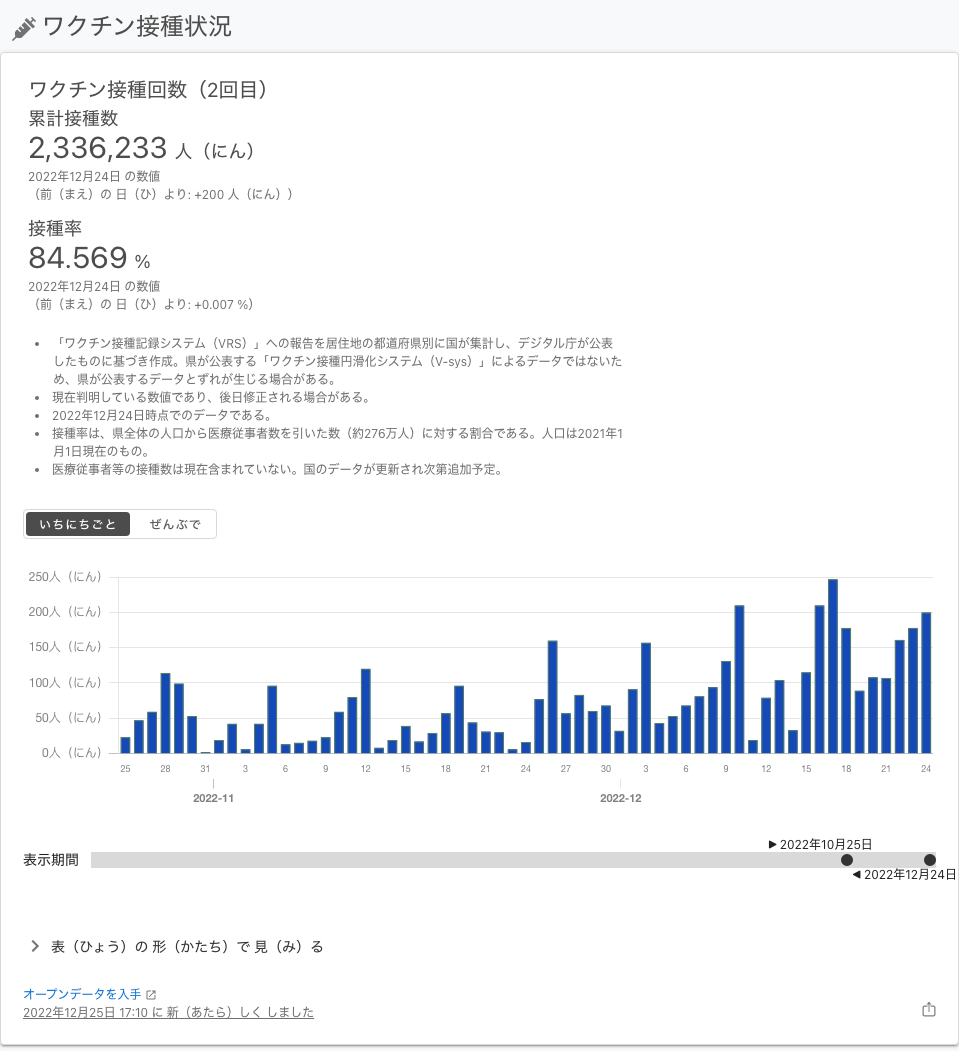 ワクチン接種状況
ワクチン接種回数（2回目）
累計接種数
2,336,233 人（にん）
2022年12月24日 の数値
（前（まえ）の 日（ひ）より: +200 人（にん））
接種率
84.569 %
2022年12月24日 の数値
（前（まえ）の 日（ひ）より: +0.007 %）
• 「ワクチン接種記録システム（VRS）」への報告を居住地の都道府県別に国が集計し、デジタル庁が公表
したものに基づき作成。県が公表する「ワクチン接種円滑化システム（V-sys）」によるデータではないた
め、県が公表するデータとずれが生じる場合がある。
• 現在判明している数値であり、後日修正される場合がある。
• 2022年12月24日時点でのデータである。
• 接種率は、県全体の人口から医療従事者数を引いた数（約276万人）に対する割合である。人口は2021年1
月1日現在のもの。
• 医療従事者等の接種数は現在含まれていない。国のデータが更新され次第追加予定。
いちにちごと ぜんぶで
250人（にん）
200人（にん）
150人（にん）
100人（にん）
50人（にん）
0人（にん）
25 28 31 3 6 9 12 15 18 21 24 27 30 3 6 9 12 15 18 21 24
2022-11 2022-12
▶ 2022年10月25日
表示期間
◀ 2022年12月24日
表（ひょう）の 形（かたち）で 見（み）る
オープンデータを入手
2022年12月25日 17:10 に 新（あたら）しく しました